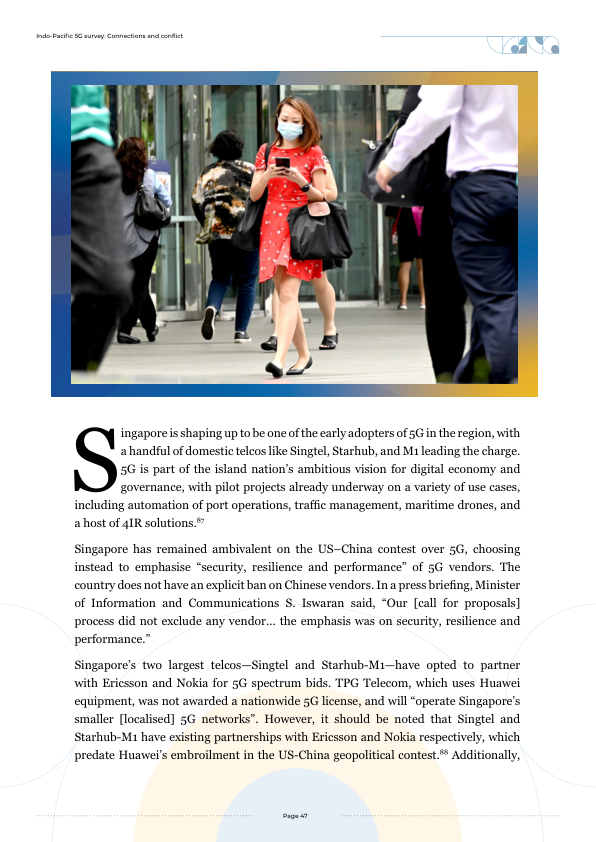 Indo-Pacific 5G survey: Connections and conflict
Singapore is shaping up to be one of the early adopters of 5G in the region, with
a handful of domestic telcos like Singtel, Starhub, and M1 leading the charge.
5G is part of the island nation’s ambitious vision for digital economy and
governance, with pilot projects already underway on a variety of use cases,
including automation of port operations, traffic management, maritime drones, and
a host of 4IR solutions.87
Singapore has remained ambivalent on the US–China contest over 5G, choosing
instead to emphasise “security, resilience and performance” of 5G vendors. The
country does not have an explicit ban on Chinese vendors. In a press briefing, Minister
of Information and Communications S. Iswaran said, “Our [call for proposals]
process did not exclude any vendor... the emphasis was on security, resilience and
performance.”
Singapore’s two largest telcos—Singtel and Starhub-M1—have opted to partner
with Ericsson and Nokia for 5G spectrum bids. TPG Telecom, which uses Huawei
equipment, was not awarded a nationwide 5G license, and will “operate Singapore’s
smaller [localised] 5G networks”. However, it should be noted that Singtel and
Starhub-M1 have existing partnerships with Ericsson and Nokia respectively, which
predate Huawei’s embroilment in the US-China geopolitical contest.88 Additionally,
Page 47